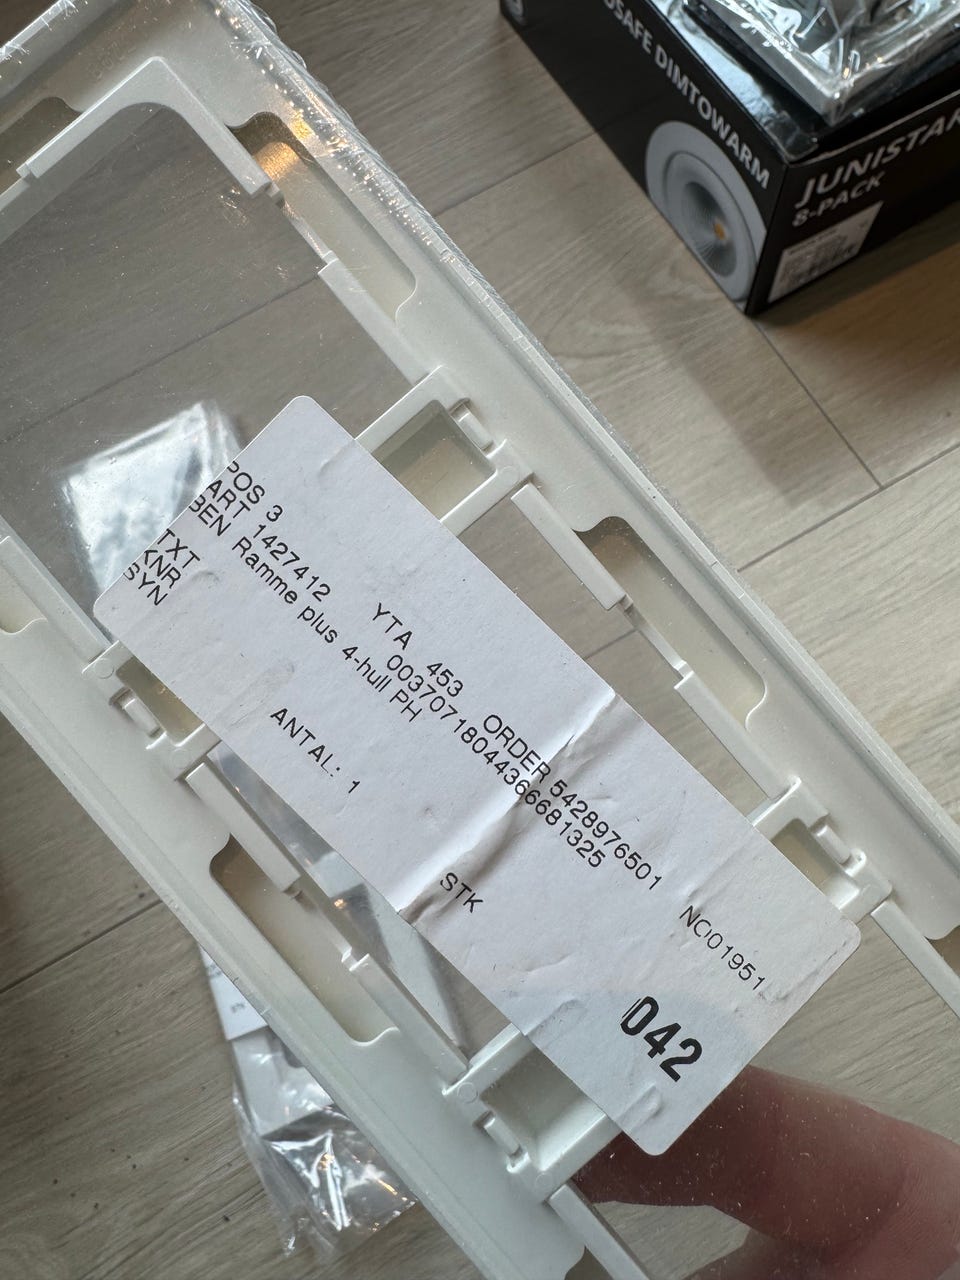 OSAFE DIMTOWARM
JUNISTAR
8-PACK
POS 3 YTA 453 ORDER 5428976501 NO01951
ART 1427412 00370718044366681325
BEN Ramme plus 4-hull PH
TXT
KNR ANTAL: 1 STK
SYN
042